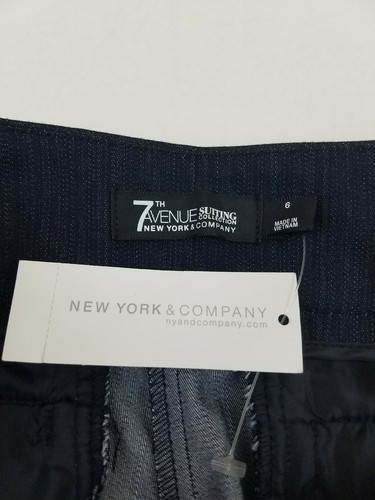 7TH
AVENUE SUITING
COLLECTION
NEW YORK & COMPANY
6
MADE IN
VIETNAM
NEW YORK & COMPANY
nyandcompany.com